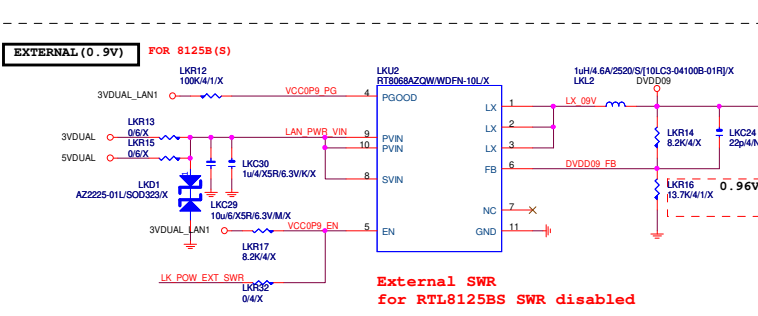 EXTERNAL(0.9V) FOR 8125B(S)
LKR12
100K/4/1/X
3VDUAL_LAN1
VCC0P9_PG
LKU2
RT8068AZQW/WDFN-10L/X
4 PGOOD
1uH/4.6A/2520/S/[10LC3-04100B-01R]/X
LKL2
DVDD09
LX 1
LX_09V
LX 2
LX 3
LKR13
0/6/X
3VDUAL
LKR15
0/6/X
5VDUAL
LAN_PWR_VIN
9 PVIN
10 PVIN
8 SVIN
LKR14
8.2K/4/X
LKC24
22p/4/N
FB 6
DVDD09_FB
LKC30
1u/4/X5R/6.3V/K/X
LKD1
AZ2225-01L/SOD323/X
LKC29
10u/6/X5R/6.3V/M/X
LKR16
13.7K/4/1/X
0.96V
NC 7
GND 11
3VDUAL_LAN1
VCC0P9_EN
5 EN
LKR17
8.2K/4/X
LK_POW_EXT_SWR
LKR32
0/4/X
External SWR
for RTL8125BS SWR disabled